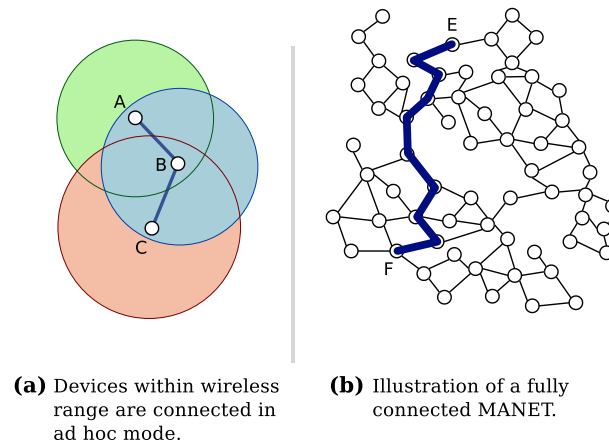 A
B
C
E
F
(a) Devices within wireless
range are connected in
ad hoc mode.
(b) Illustration of a fully
connected MANET.